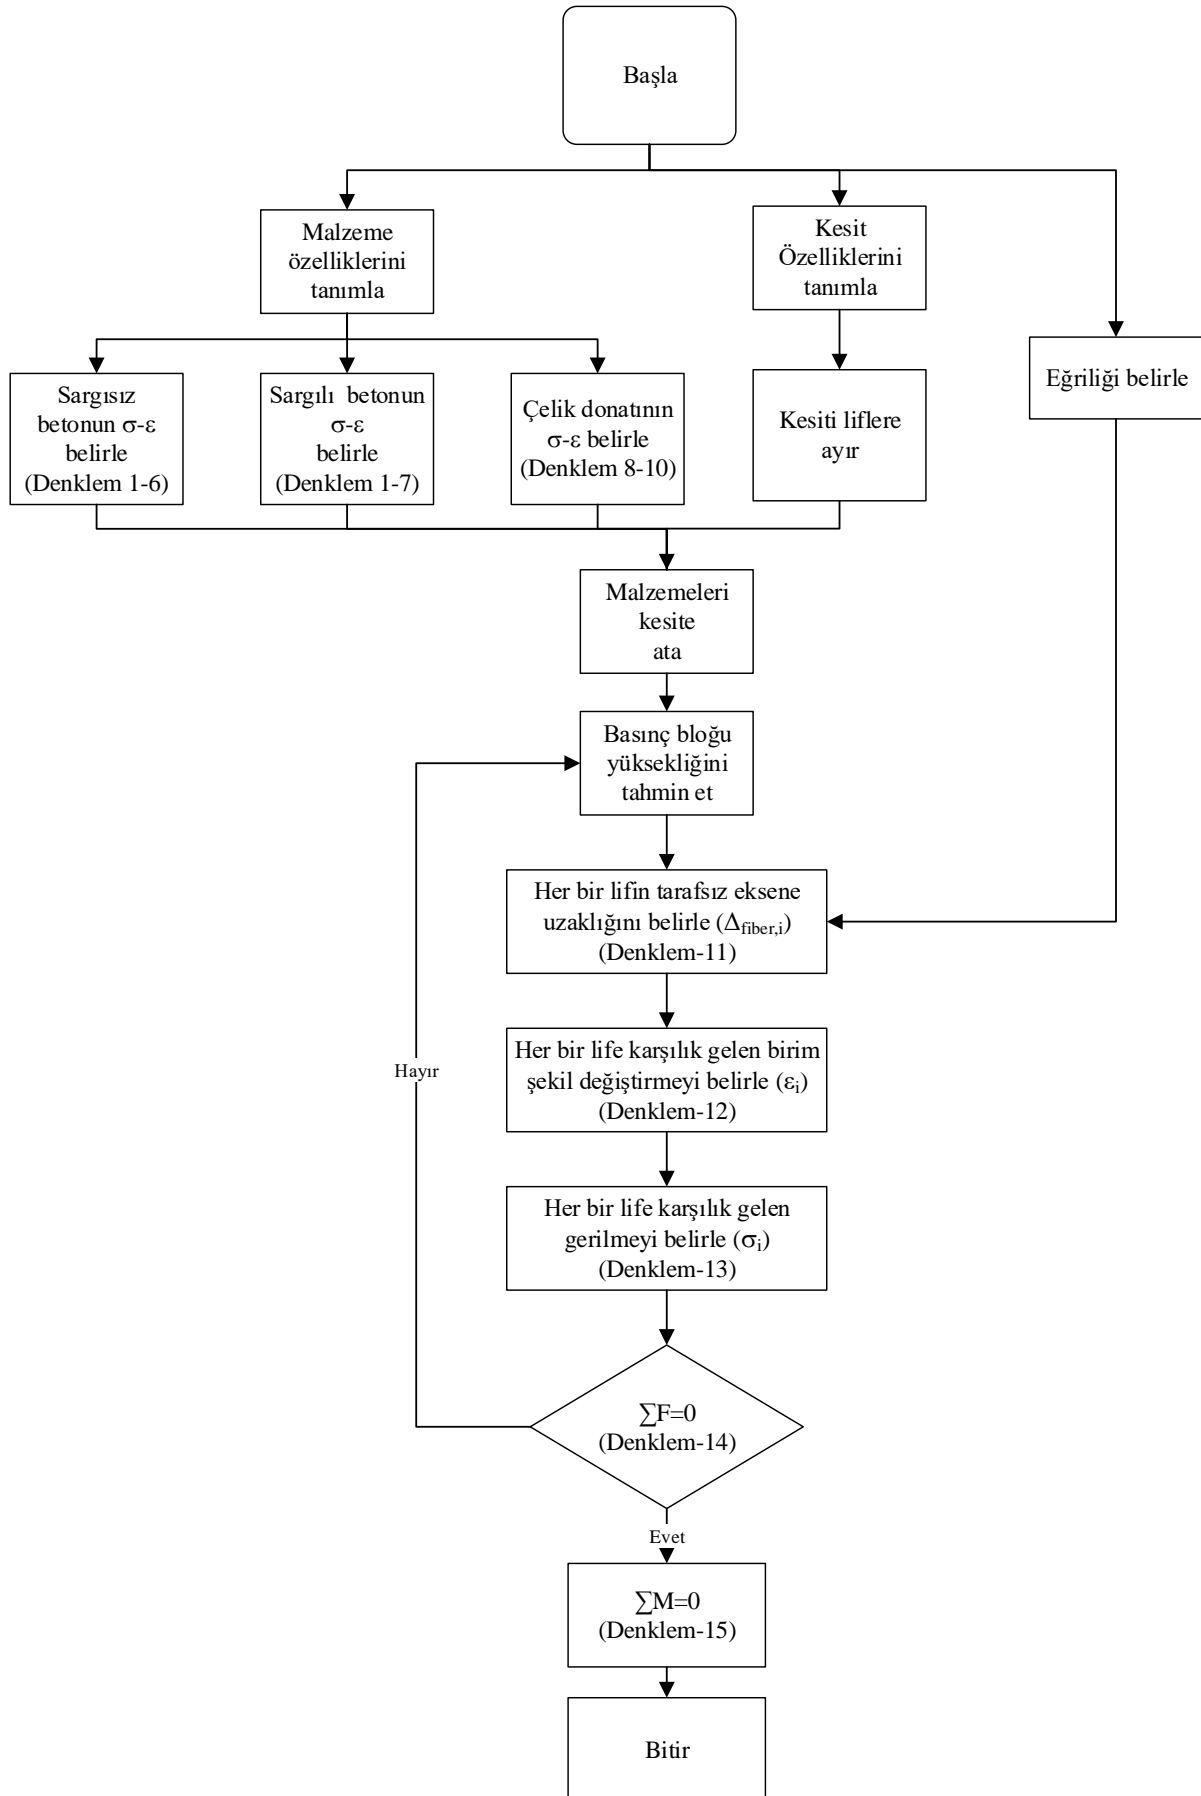 Başla
Malzeme
özelliklerini
tanımla
Kesit
Özelliklerini
tanımla
Sargısız
betonun σ-ε
belirle
(Denklem 1-6)
Sargılı betonun
σ-ε
belirle
(Denklem 1-7)
Çelik donatının
σ-ε belirle
(Denklem 8-10)
Kesiti liflere
ayır
Eğriliği belirle
Malzemeleri
kesite
ata
Basınç bloğu
yüksekliğini
tahmin et
Her bir lifin tarafsız eksene
uzaklığını belirle (Δfiber,i)
(Denklem-11)
Her bir life karşılık gelen birim
şekil değiştirmeyi belirle (εi)
(Denklem-12)
Hayır
Her bir life karşılık gelen
gerilmeyi belirle (σi)
(Denklem-13)
∑F=0
(Denklem-14)
Evet
∑M=0
(Denklem-15)
Bitir